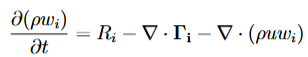 ∂(ρw_i)/∂t = R_i − ∇ · Γ_i − ∇ · (ρuw_i)